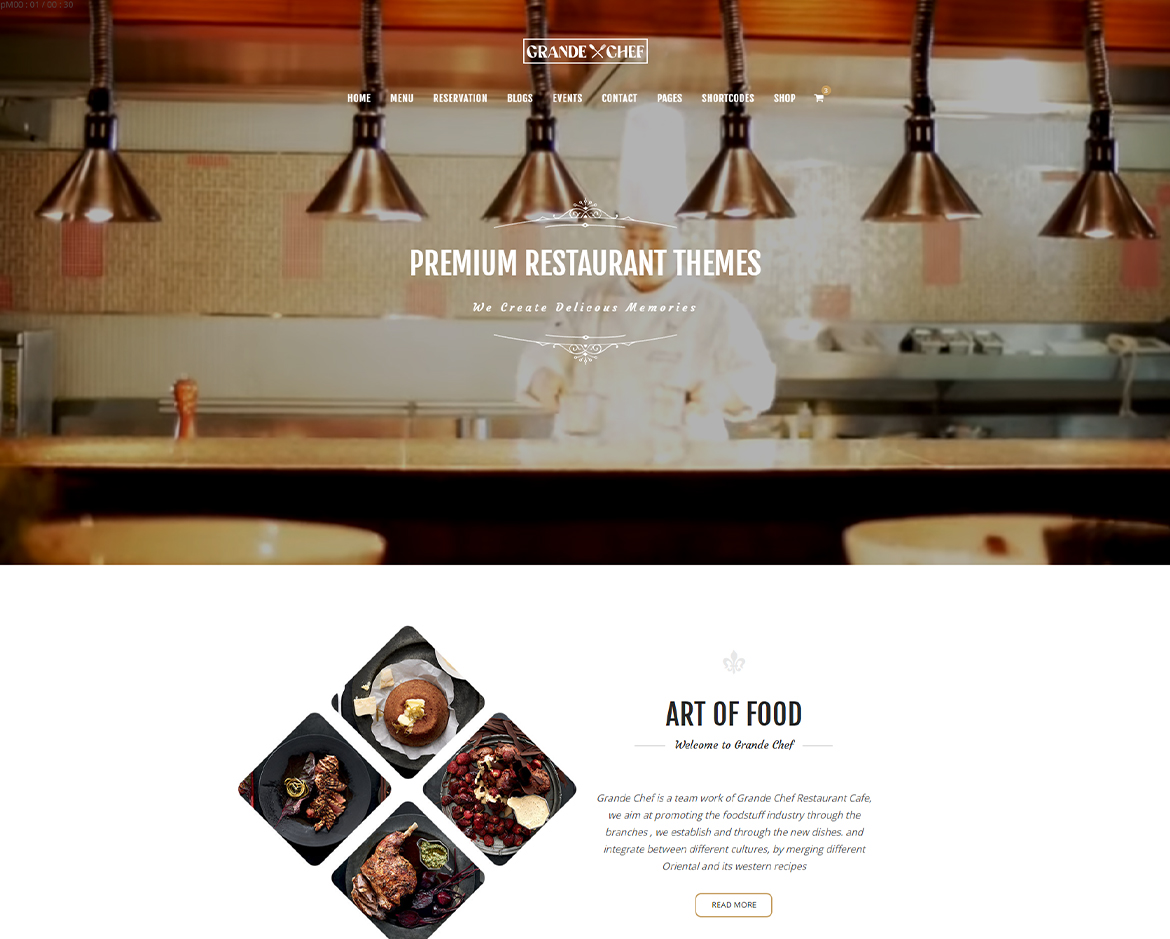 pM00 : 01 / 00 : 30
GRANDE CHEF
HOME MENU RESERVATION BLOGS EVENTS CONTACT PAGES SHORTCODES SHOP 3
PREMIUM RESTAURANT THEMES
We Create Delicous Memories
ART OF FOOD
Welcome to Grande Chef
Grande Chef is a team work of Grande Chef Restaurant Cafe,
we aim at promoting the foodstuff industry through the
branches , we establish and through the new dishes. and
integrate between different cultures, by merging different
Oriental and its western recipes
READ MORE